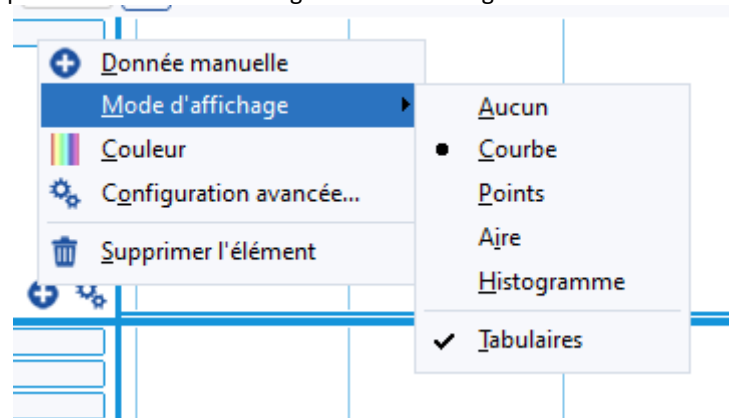 Donnée manuelle
Mode d'affichage
Couleur
Configuration avancée...
Supprimer l'élément
Aucun
Courbe
Points
Aire
Histogramme
Tabulaires